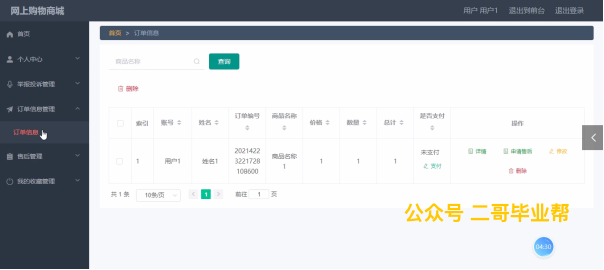 网上购物商城
用户 用户1 退出到前台 退出登录
首页
个人中心
举报投诉管理
订单信息管理
订单信息
售后管理
我的收藏管理
首页 > 订单信息
商品名称
查询
删除
索引 账号 姓名 订单编号 商品名称 价格 数量 总计 是否支付 操作
1 用户1 姓名1 20214223221728108600 商品名称1 1 1 1 未支付 支付 详情 申请售后 修改 删除
共 1 条 10条/页 < 1 > 前往 1 页
公众号 二哥毕业帮
04:30